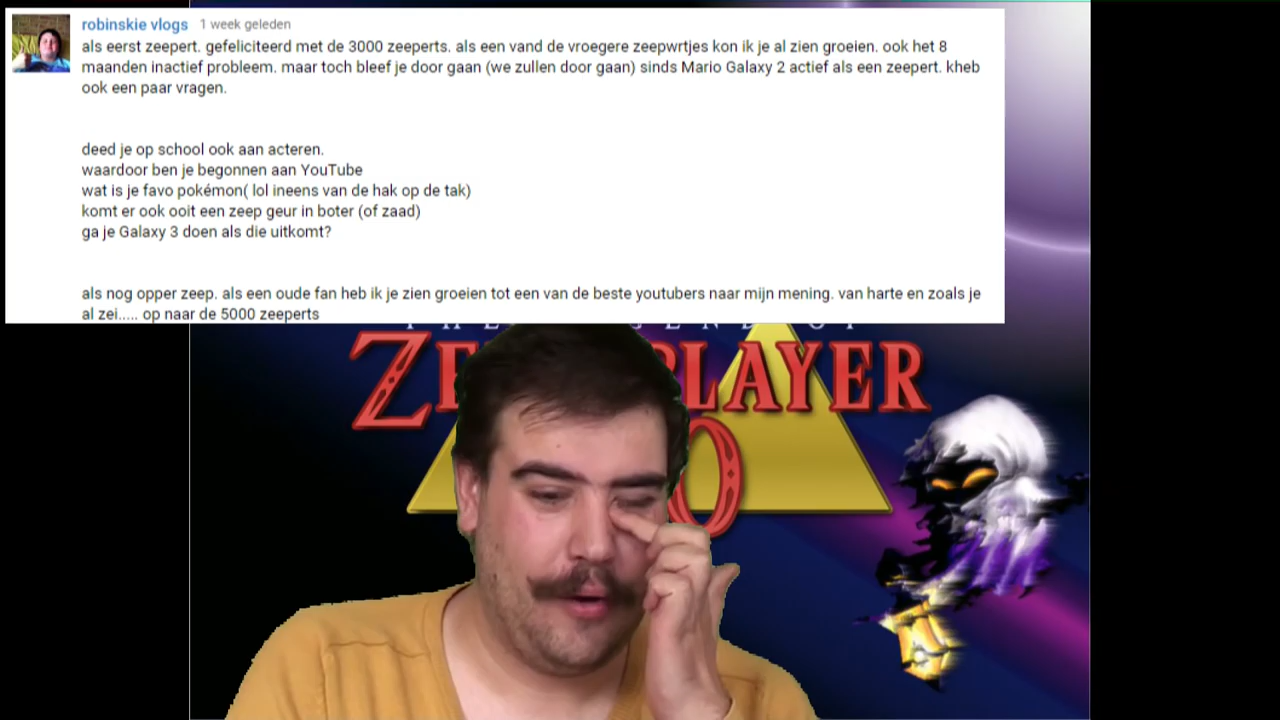 robinskie vlogs 1 week geleden
als eerst zeepert. gefeliciteerd met de 3000 zeeperts. als een vand de vroegere zeepwrtjes kon ik je al zien groeien. ook het 8
maanden inactief probleem. maar toch bleef je door gaan (we zullen door gaan) sinds Mario Galaxy 2 actief als een zeepert. kheb
ook een paar vragen.
deed je op school ook aan acteren.
waardoor ben je begonnen aan YouTube
wat is je favo pokémon( lol ineens van de hak op de tak)
komt er ook ooit een zeep geur in boter (of zaad)
ga je Galaxy 3 doen als die uitkomt?
als nog opper zeep. als een oude fan heb ik je zien groeien tot een van de beste youtubers naar mijn mening. van harte en zoals je
al zei..... op naar de 5000 zeeperts